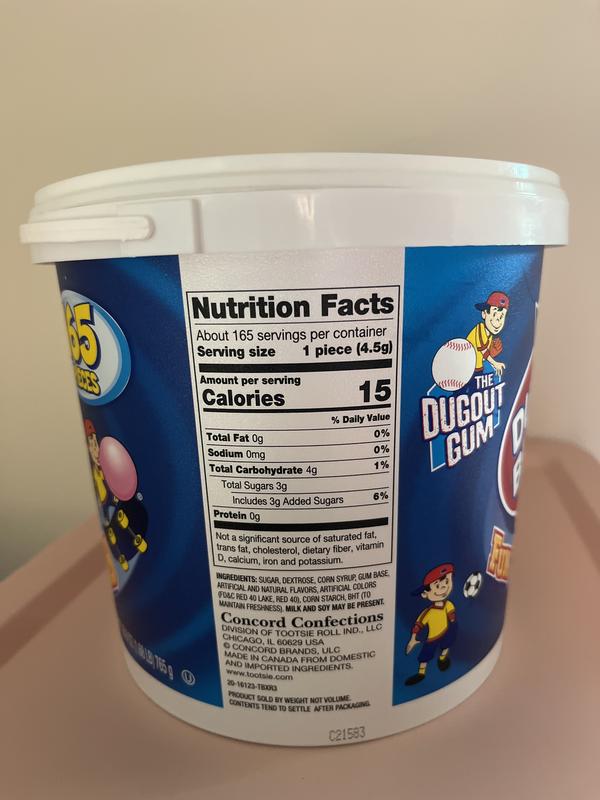 65
PIECES
Nutrition Facts
About 165 servings per container
Serving size 1 piece (4.5g)
Amount per serving
Calories 15
% Daily Value
Total Fat 0g 0%
Sodium 0mg 0%
Total Carbohydrate 4g 1%
Total Sugars 3g
Includes 3g Added Sugars 6%
Protein 0g
Not a significant source of saturated fat,
trans fat, cholesterol, dietary fiber, vitamin
D, calcium, iron and potassium.
INGREDIENTS: SUGAR, DEXTROSE, CORN SYRUP, GUM BASE,
ARTIFICIAL AND NATURAL FLAVORS, ARTIFICIAL COLORS
(FD&C RED 40 LAKE, RED 40), CORN STARCH, BHT (TO
MAINTAIN FRESHNESS). MILK AND SOY MAY BE PRESENT.
Concord Confections
DIVISION OF TOOTSIE ROLL IND., LLC
CHICAGO, IL 60629 USA
© CONCORD BRANDS, ULC
MADE IN CANADA FROM DOMESTIC
AND IMPORTED INGREDIENTS.
www.tootsie.com
20-16123-TBXR3
PRODUCT SOLD BY WEIGHT NOT VOLUME.
CONTENTS TEND TO SETTLE AFTER PACKAGING.
C21583
THE
DUGOUT
GUM
LB) 765 g